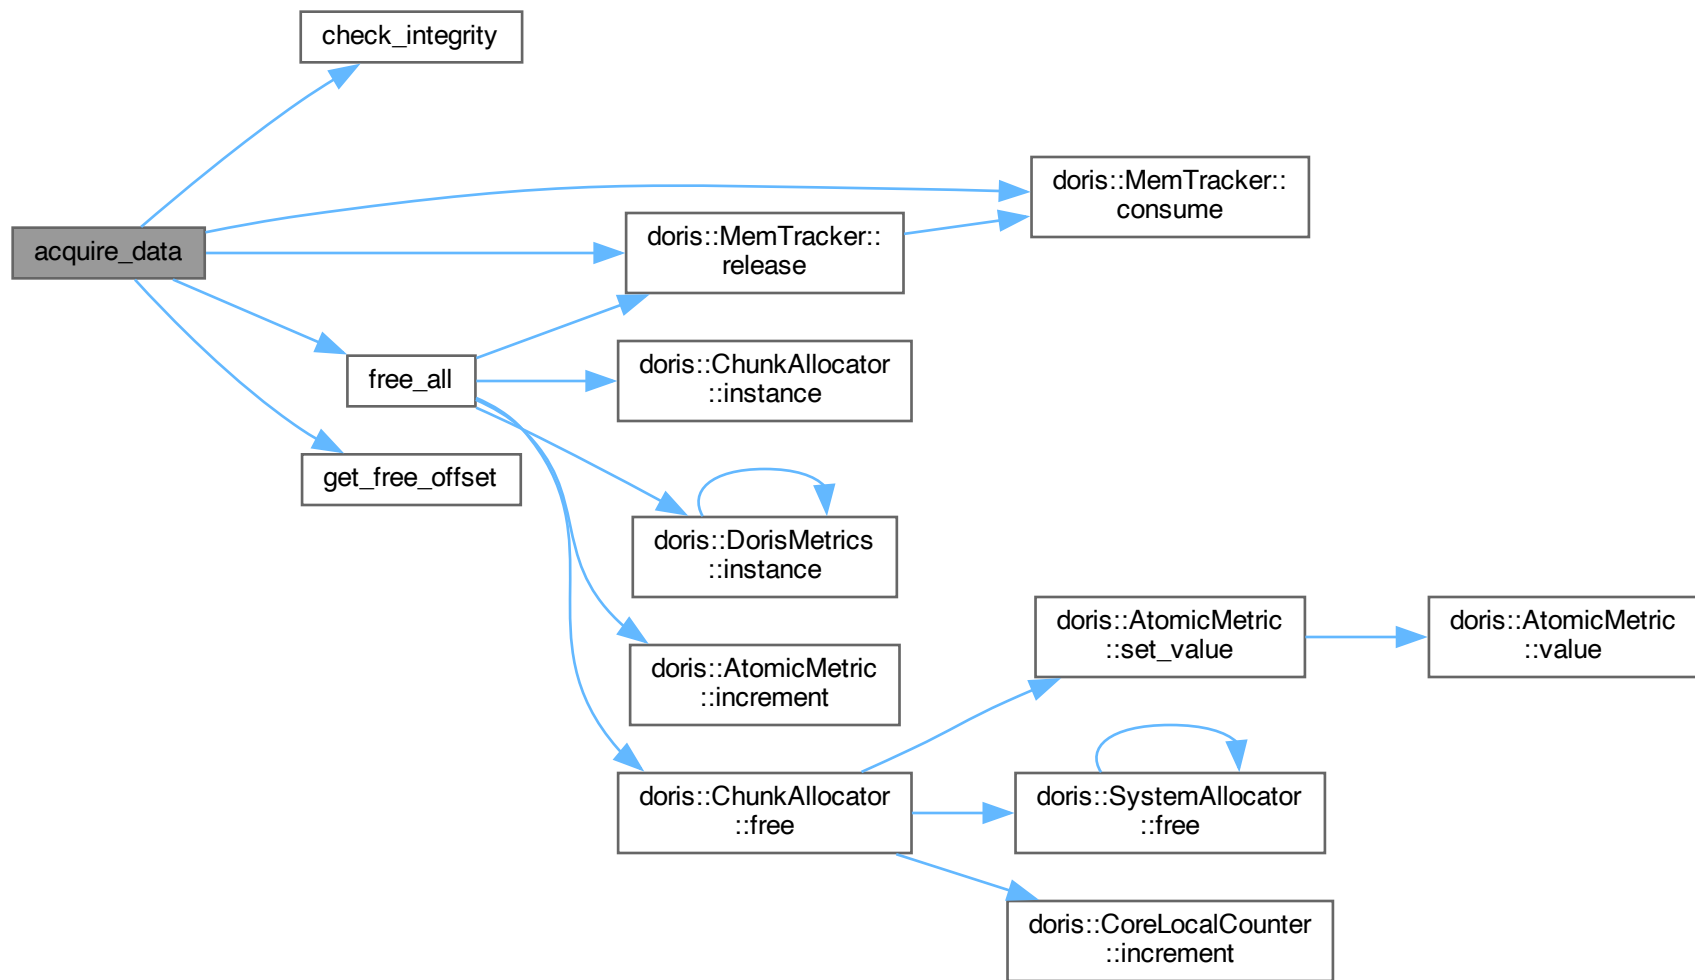 check_integrity
acquire_data
doris::MemTracker::
consume
doris::MemTracker::
release
free_all
doris::ChunkAllocator
::instance
get_free_offset
doris::DorisMetrics
::instance
doris::AtomicMetric
::increment
doris::AtomicMetric
::set_value
doris::AtomicMetric
::value
doris::ChunkAllocator
::free
doris::SystemAllocator
::free
doris::CoreLocalCounter
::increment